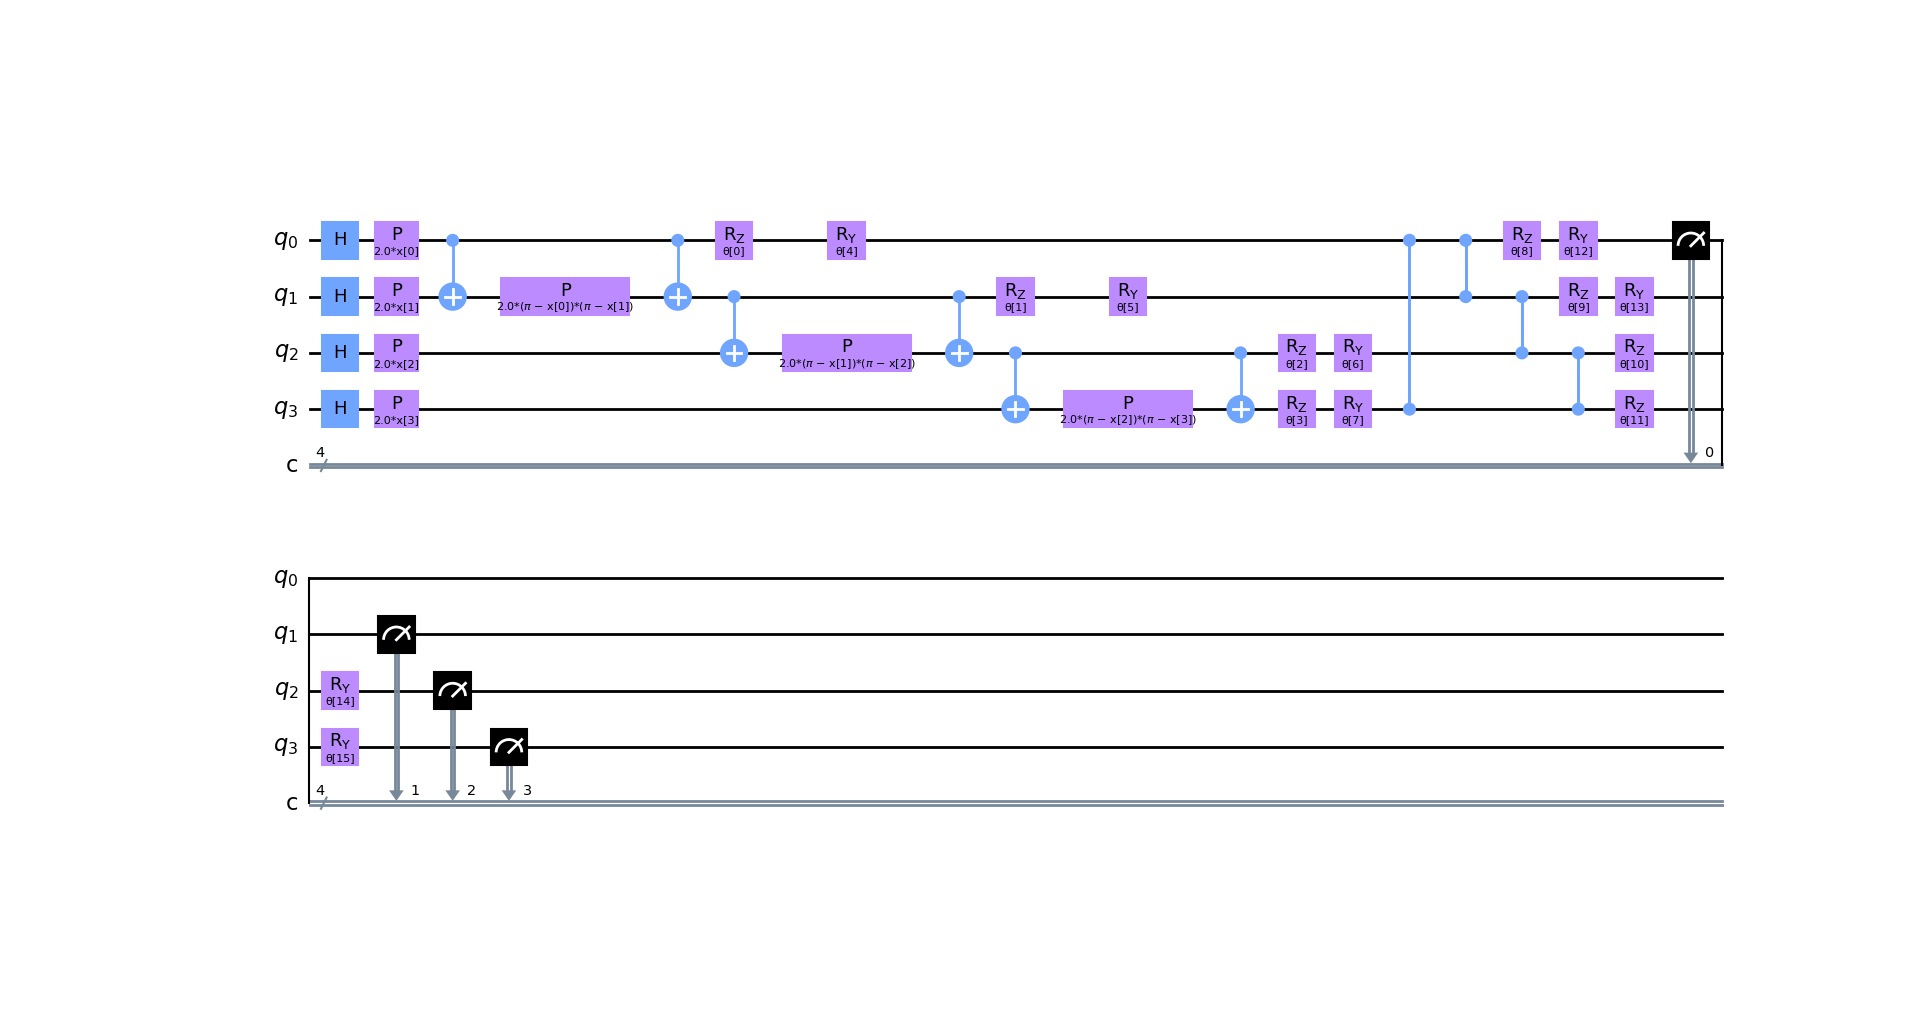 q0 H P 2.0*x[0] RZ θ[0] RY θ[4] RZ θ[8] RY θ[12]
q1 H P 2.0*x[1] P 2.0*(π − x[0])*(π − x[1]) RZ θ[1] RY θ[5] RZ θ[9] RY θ[13]
q2 H P 2.0*x[2] P 2.0*(π − x[1])*(π − x[2]) RZ θ[2] RY θ[6] RZ θ[10]
q3 H P 2.0*x[3] P 2.0*(π − x[2])*(π − x[3]) RZ θ[3] RY θ[7] RZ θ[11]
c 4 0
q0
q1
q2 RY θ[14]
q3 RY θ[15]
c 4 1 2 3